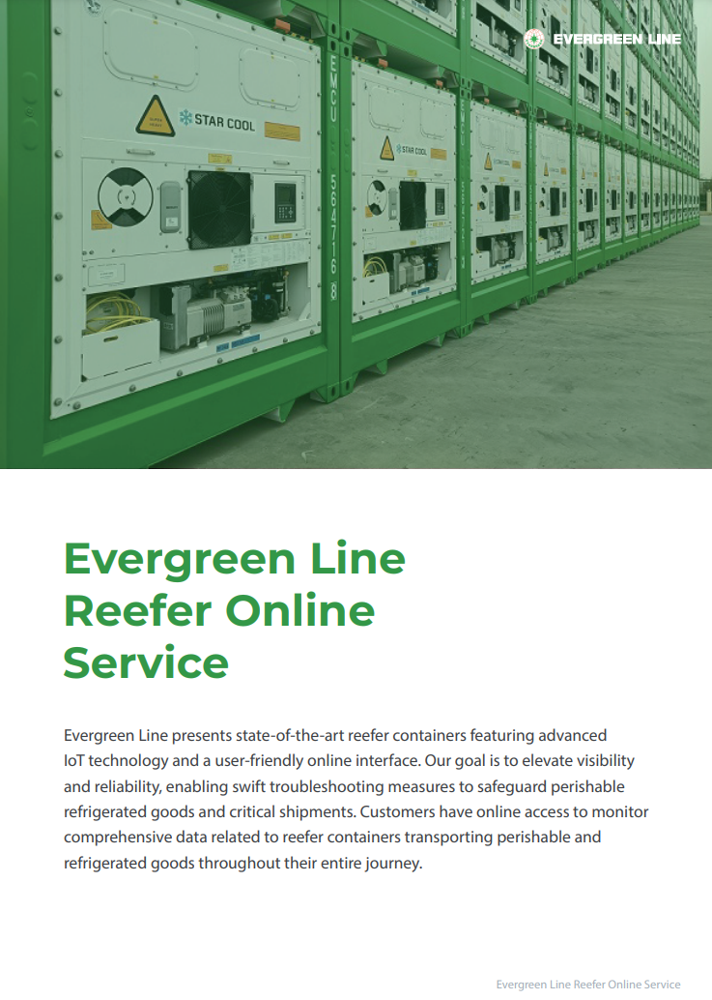 EVERGREEN LINE
STAR COOL
STAR COOL
STAR COOL
EMCU
564716 8
Evergreen Line
Reefer Online
Service
Evergreen Line presents state-of-the-art reefer containers featuring advanced
IoT technology and a user-friendly online interface. Our goal is to elevate visibility
and reliability, enabling swift troubleshooting measures to safeguard perishable
refrigerated goods and critical shipments. Customers have online access to monitor
comprehensive data related to reefer containers transporting perishable and
refrigerated goods throughout their entire journey.
Evergreen Line Reefer Online Service